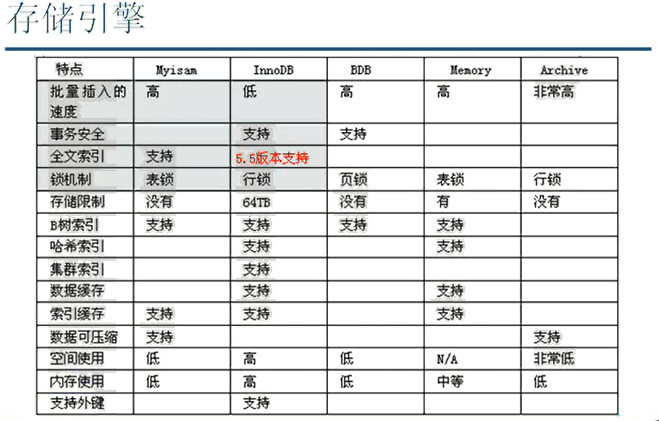 存储引擎
特点 Myisam InnoDB BDB Memory Archive
批量插入的速度 高 低 高 高 非常高
事务安全 支持 支持
全文索引 支持 5.5版本支持
锁机制 表锁 行锁 页锁 表锁 行锁
存储限制 没有 64TB 没有 有 没有
B树索引 支持 支持 支持 支持
哈希索引 支持 支持
集群索引 支持
数据缓存 支持 支持
索引缓存 支持 支持 支持
数据可压缩 支持 支持
空间使用 低 高 低 N/A 非常低
内存使用 低 高 低 中等 低
支持外键 支持